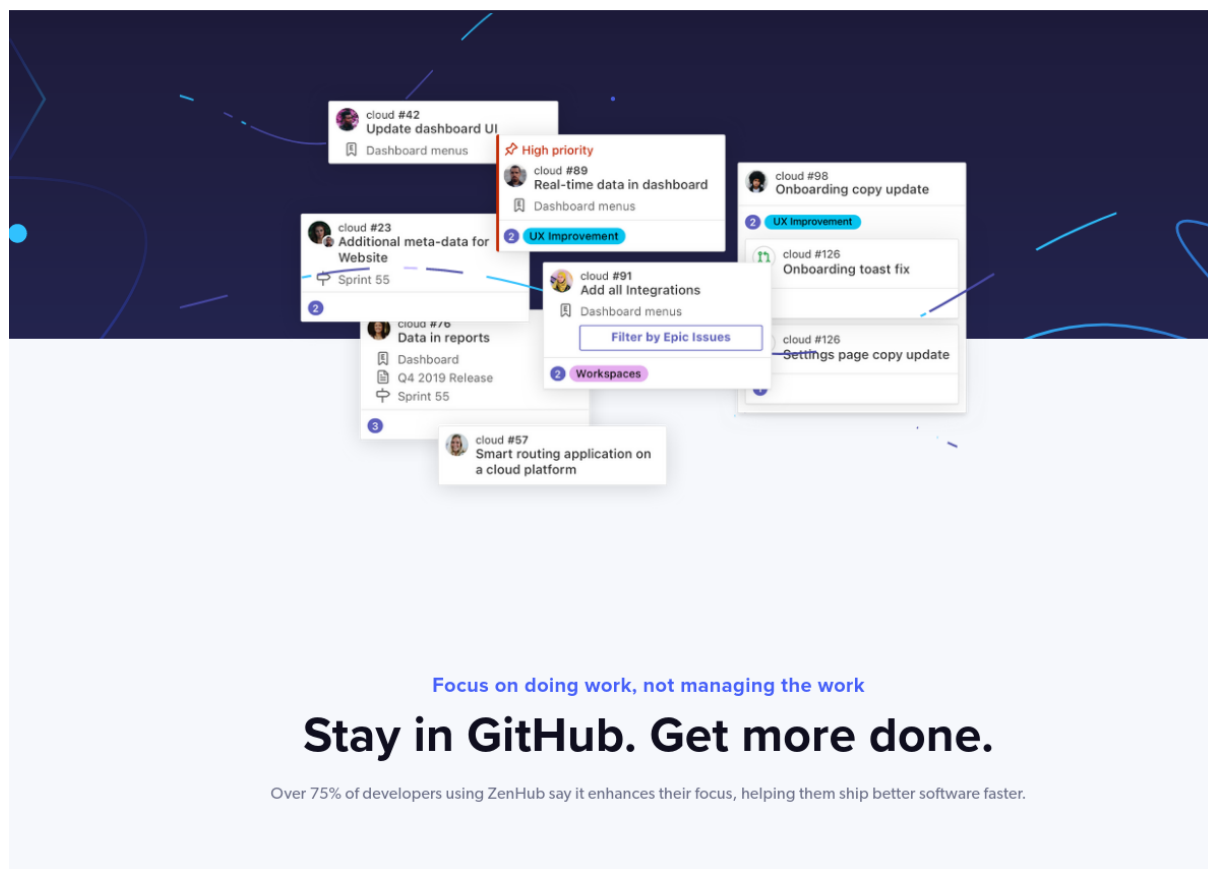 cloud #42
Update dashboard UI
Dashboard menus
High priority
cloud #89
Real-time data in dashboard
Dashboard menus
2 UX Improvement
cloud #98
Onboarding copy update
2 UX Improvement
cloud #126
Onboarding toast fix
cloud #126
Settings page copy update
cloud #23
Additional meta-data for
Website
Sprint 55
2
cloud #91
Add all Integrations
Dashboard menus
Filter by Epic Issues
2 Workspaces
cloud #76
Data in reports
Dashboard
Q4 2019 Release
Sprint 55
3
cloud #57
Smart routing application on
a cloud platform
Focus on doing work, not managing the work
Stay in GitHub. Get more done.
Over 75% of developers using ZenHub say it enhances their focus, helping them ship better software faster.